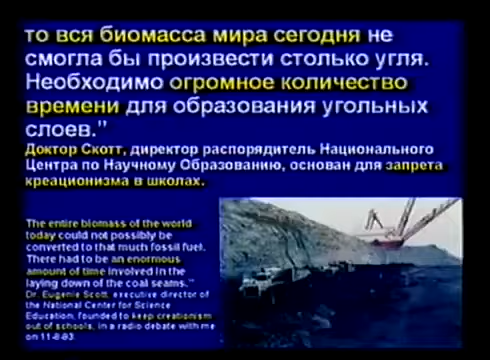 то вся биомасса мира сегодня не
смогла бы произвести столько угля.
Необходимо огромное количество
времени для образования угольных
слоев.”
Доктор Скотт, директор распорядитель Национального
Центра по Научному Образованию, основан для запрета
креационизма в школах.
The entire biomass of the world
today could not possibly be
converted to that much fossil fuel.
There had to be an enormous
amount of time involved in the
laying down of the coal seams.”
Dr. Eugenie Scott, executive director of
the National Center for Science
Education, founded to keep creationism
out of schools, in a radio debate with me
on 11-8-93